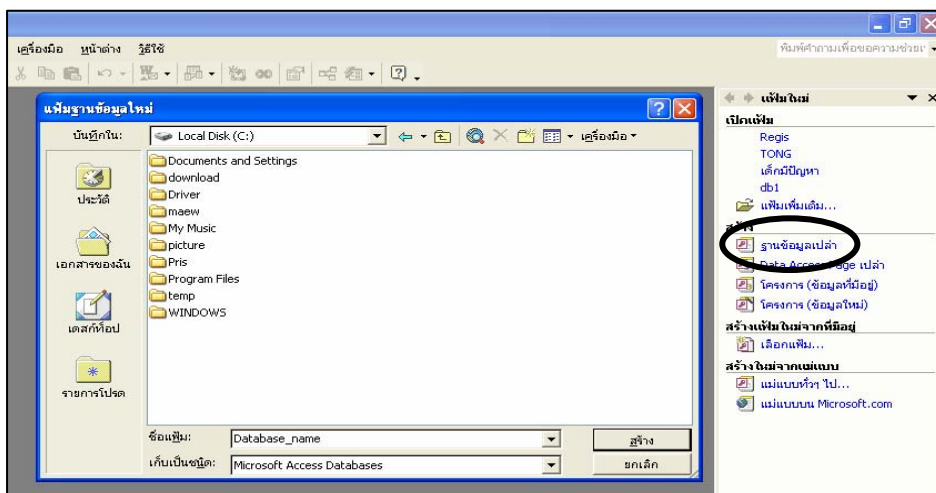 เครื่องมือ หน้าต่าง วิธีใช้
พิมพ์คำถามเพื่อขอความช่วยเ
แฟ้มฐานข้อมูลใหม่
บันทึกใน: Local Disk (C:) เครื่องมือ
ประวัติ
เอกสารของฉัน
เดสก์ท็อป
รายการโปรด
Documents and Settings
download
Driver
maew
My Music
picture
Pris
Program Files
temp
WINDOWS
ชื่อแฟ้ม: Database_name สร้าง
เก็บเป็นชนิด: Microsoft Access Databases ยกเลิก
แฟ้มใหม่
เปิดแฟ้ม
Regis
TONG
เด็กมีปัญหา
db1
แฟ้มเพิ่มเติม...
สร้าง
ฐานข้อมูลเปล่า
Data Access Page เปล่า
โครงการ (ข้อมูลที่มีอยู่)
โครงการ (ข้อมูลใหม่)
สร้างแฟ้มใหม่จากที่มีอยู่
เลือกแฟ้ม...
สร้างใหม่จากแม่แบบ
แม่แบบทั่วๆ ไป...
แม่แบบบน Microsoft.com